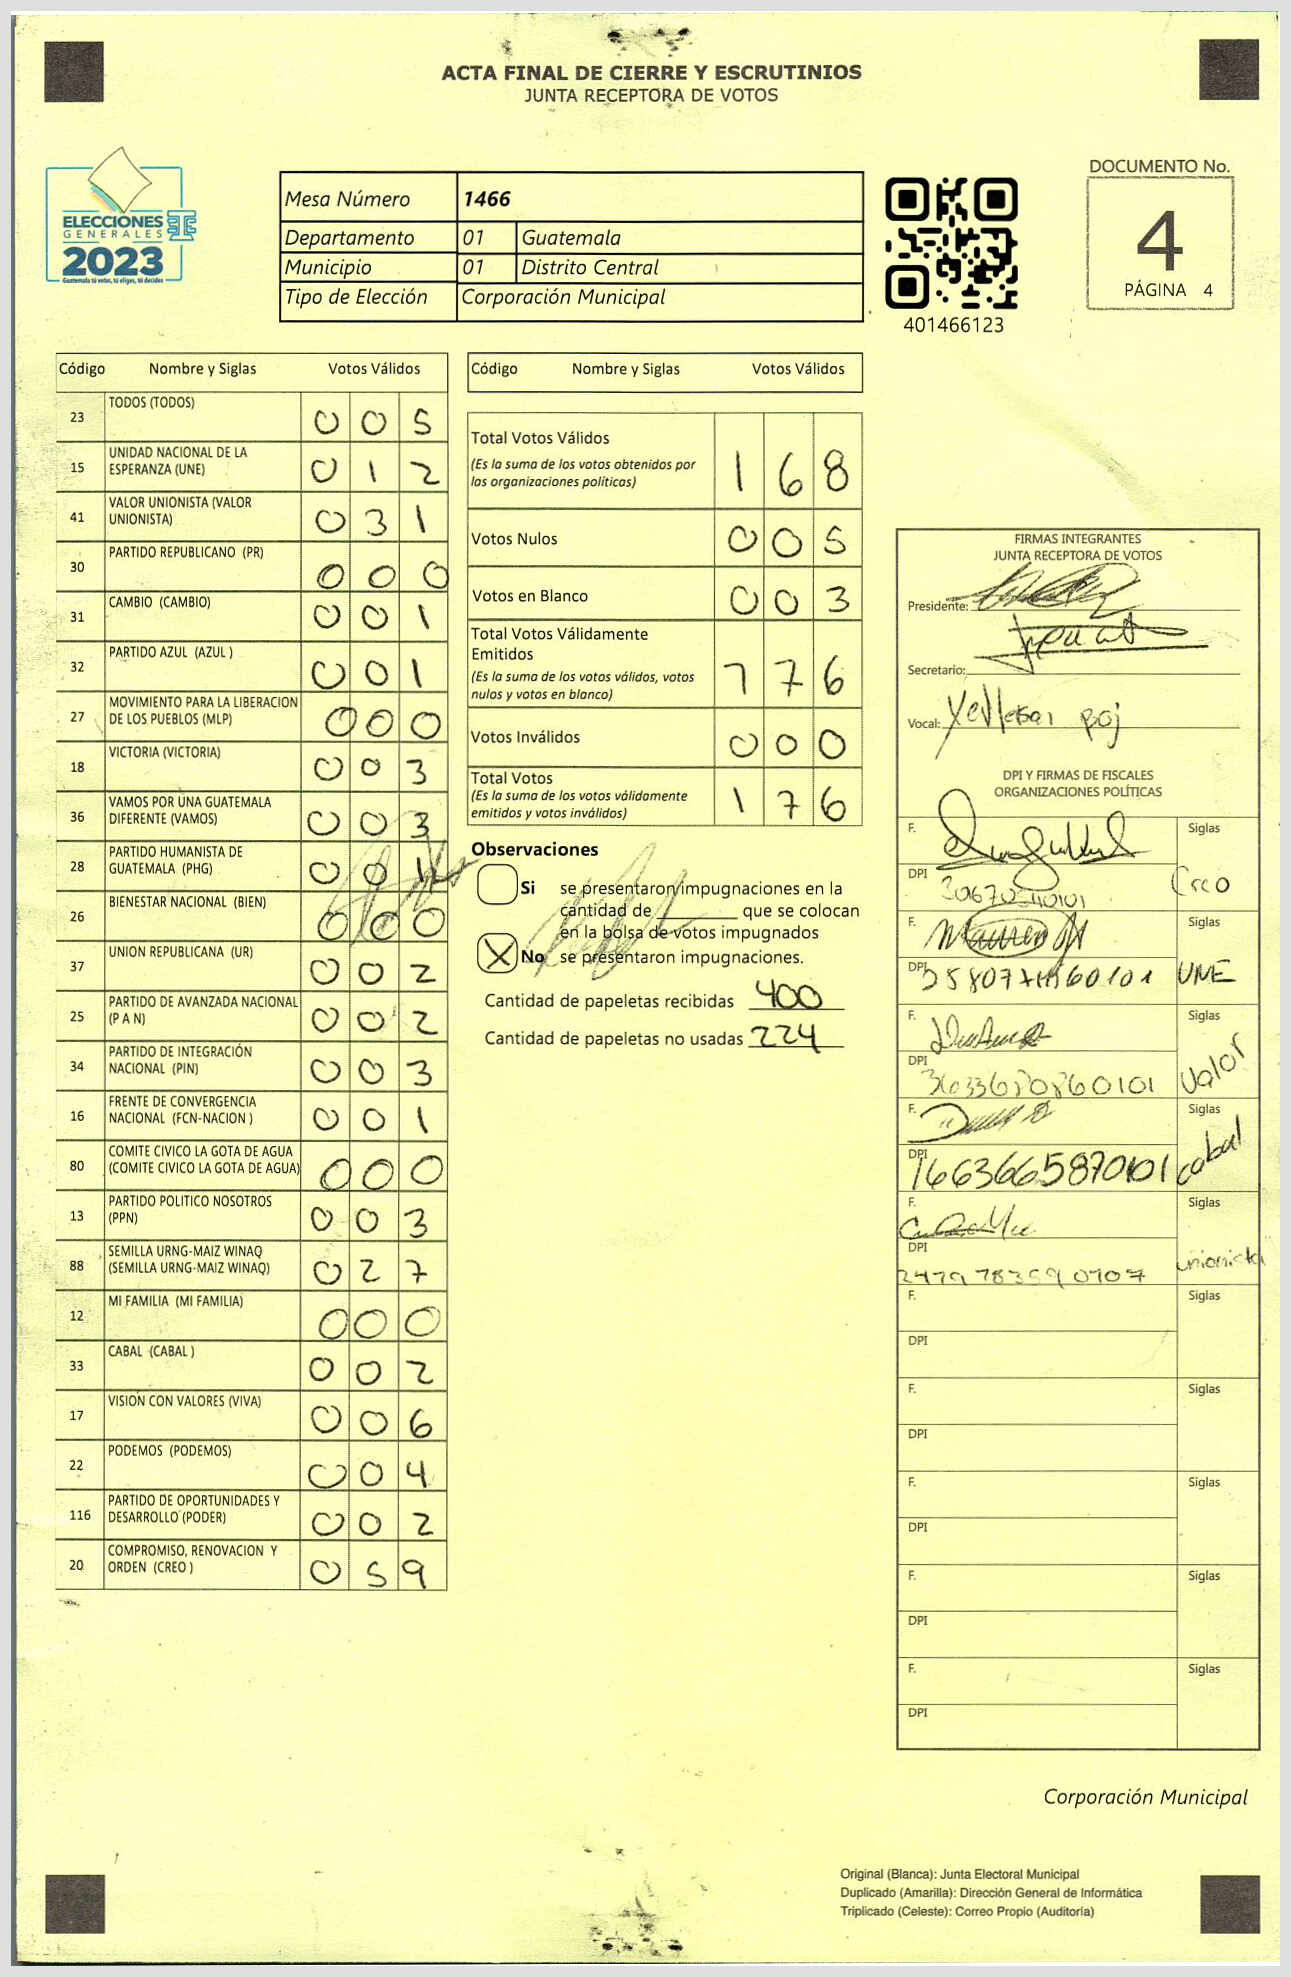 ACTA FINAL DE CIERRE Y ESCRUTINIOS
JUNTA RECEPTORA DE VOTOS
ELECCIONES
GENERALES
2023
Guatemala tú votas, tú eliges, tú decides
Mesa Número 1466
Departamento 01 Guatemala
Municipio 01 Distrito Central
Tipo de Elección Corporación Municipal
401466123
DOCUMENTO No.
4
PÁGINA 4
Código Nombre y Siglas Votos Válidos
23 TODOS (TODOS) 0 0 5
15 UNIDAD NACIONAL DE LA ESPERANZA (UNE) 0 1 2
41 VALOR UNIONISTA (VALOR UNIONISTA) 0 3 1
30 PARTIDO REPUBLICANO (PR) 0 0 0
31 CAMBIO (CAMBIO) 0 0 1
32 PARTIDO AZUL (AZUL ) 0 0 1
27 MOVIMIENTO PARA LA LIBERACION DE LOS PUEBLOS (MLP) 0 0 0
18 VICTORIA (VICTORIA) 0 0 3
36 VAMOS POR UNA GUATEMALA DIFERENTE (VAMOS) 0 0 3
28 PARTIDO HUMANISTA DE GUATEMALA (PHG) 0 0 1
26 BIENESTAR NACIONAL (BIEN) 0 0 0
37 UNION REPUBLICANA (UR) 0 0 2
25 PARTIDO DE AVANZADA NACIONAL (P A N) 0 0 2
34 PARTIDO DE INTEGRACIÓN NACIONAL (PIN) 0 0 3
16 FRENTE DE CONVERGENCIA NACIONAL (FCN-NACION ) 0 0 1
80 COMITE CIVICO LA GOTA DE AGUA (COMITE CIVICO LA GOTA DE AGUA) 0 0 0
13 PARTIDO POLITICO NOSOTROS (PPN) 0 0 3
88 SEMILLA URNG-MAIZ WINAQ (SEMILLA URNG-MAIZ WINAQ) 0 2 7
12 MI FAMILIA (MI FAMILIA) 0 0 0
33 CABAL (CABAL ) 0 0 2
17 VISIÓN CON VALORES (VIVA) 0 0 6
22 PODEMOS (PODEMOS) 0 0 4
116 PARTIDO DE OPORTUNIDADES Y DESARROLLO (PODER) 0 0 2
20 COMPROMISO, RENOVACION Y ORDEN (CREO ) 0 5 9
Código Nombre y Siglas Votos Válidos
Total Votos Válidos 1 6 8
(Es la suma de los votos obtenidos por
las organizaciones políticas)
Votos Nulos 0 0 5
Votos en Blanco 0 0 3
Total Votos Válidamente
Emitidos 1 7 6
(Es la suma de los votos válidos, votos
nulos y votos en blanco)
Votos Inválidos 0 0 0
Total Votos 1 7 6
(Es la suma de los votos válidamente
emitidos y votos inválidos)
Observaciones
Si se presentaron impugnaciones en la
cantidad de ________ que se colocan
en la bolsa de votos impugnados
X No se presentaron impugnaciones.
Cantidad de papeletas recibidas 400
Cantidad de papeletas no usadas 224
FIRMAS INTEGRANTES
JUNTA RECEPTORA DE VOTOS
Presidente:
Secretario:
Vocal:
DPI Y FIRMAS DE FISCALES
ORGANIZACIONES POLÍTICAS
F. Siglas
DPI Creo
F. Siglas
DPI UNE
F. Siglas
DPI Valor
F. Siglas
DPI 1663665870101 cabal
F. Siglas
DPI unionista
F. Siglas
DPI
F. Siglas
DPI
F. Siglas
DPI
F. Siglas
DPI
F. Siglas
DPI
Corporación Municipal
Original (Blanca): Junta Electoral Municipal
Duplicado (Amarilla): Dirección General de Informática
Triplicado (Celeste): Correo Propio (Auditoría)